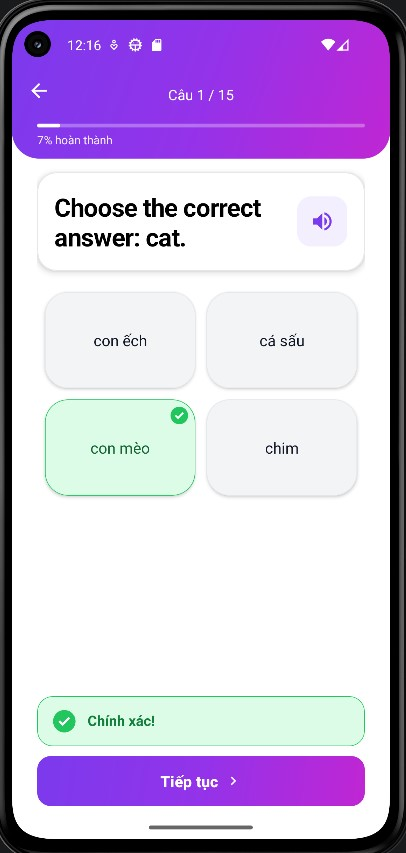 12:16
Câu 1 / 15
7% hoàn thành
Choose the correct
answer: cat.
con ếch
cá sấu
con mèo
chim
Chính xác!
Tiếp tục